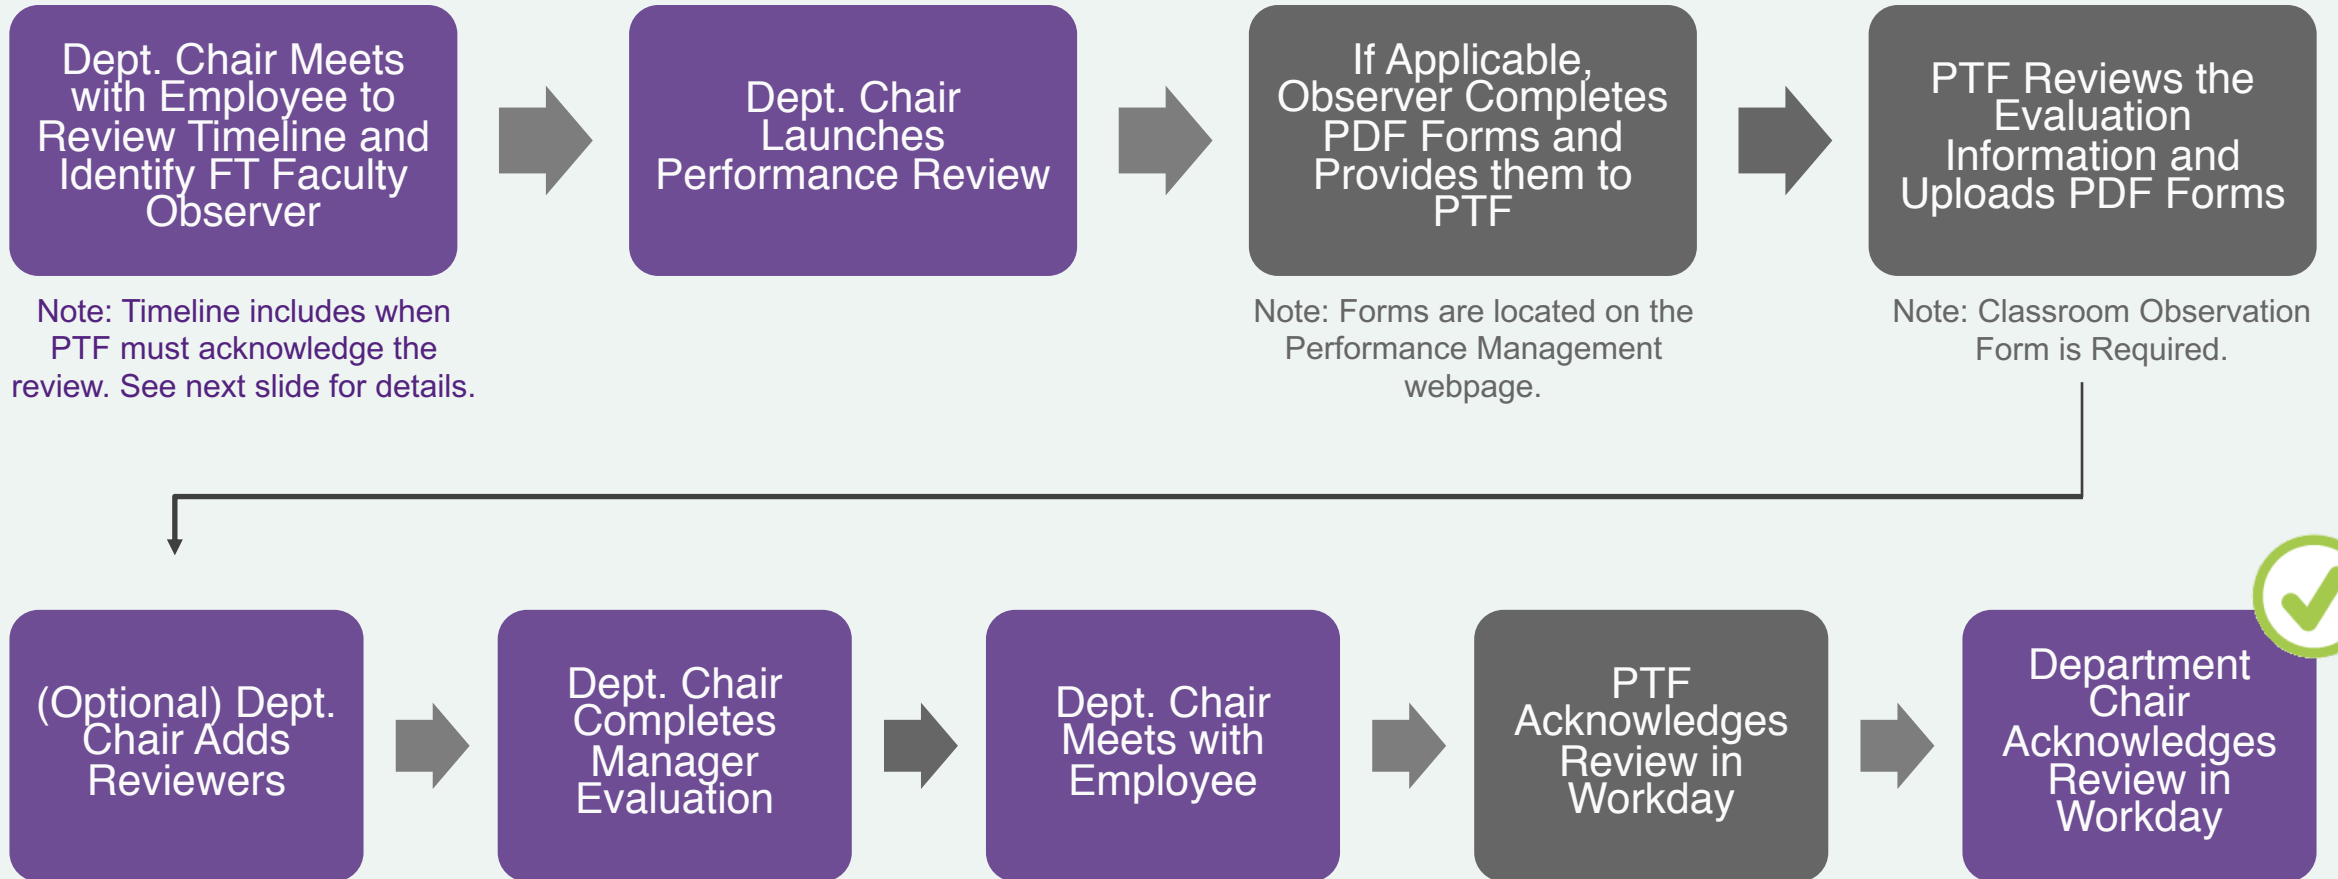 Dept. Chair Meets
with Employee to
Review Timeline and
Identify FT Faculty
Observer
Dept. Chair
Launches
Performance Review
If Applicable,
Observer Completes
PDF Forms and
Provides them to
PTF
PTF Reviews the
Evaluation
Information and
Uploads PDF Forms
Note: Timeline includes when
PTF must acknowledge the
review. See next slide for details.
Note: Forms are located on the
Performance Management
webpage.
Note: Classroom Observation
Form is Required.
(Optional) Dept.
Chair Adds
Reviewers
Dept. Chair
Completes
Manager
Evaluation
Dept. Chair
Meets with
Employee
PTF
Acknowledges
Review in
Workday
Department
Chair
Acknowledges
Review in
Workday